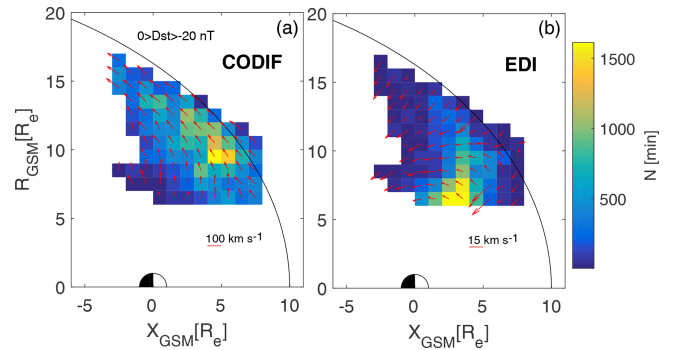 (a)
0>Dst>-20 nT
CODIF
100 km s-1
R_GSM[R_e]
20
15
10
5
0
-5
0
5
10
X_GSM[R_e]
(b)
EDI
15 km s-1
20
15
10
5
0
-5
0
5
10
X_GSM[R_e]
1500
1000
500
N [min]